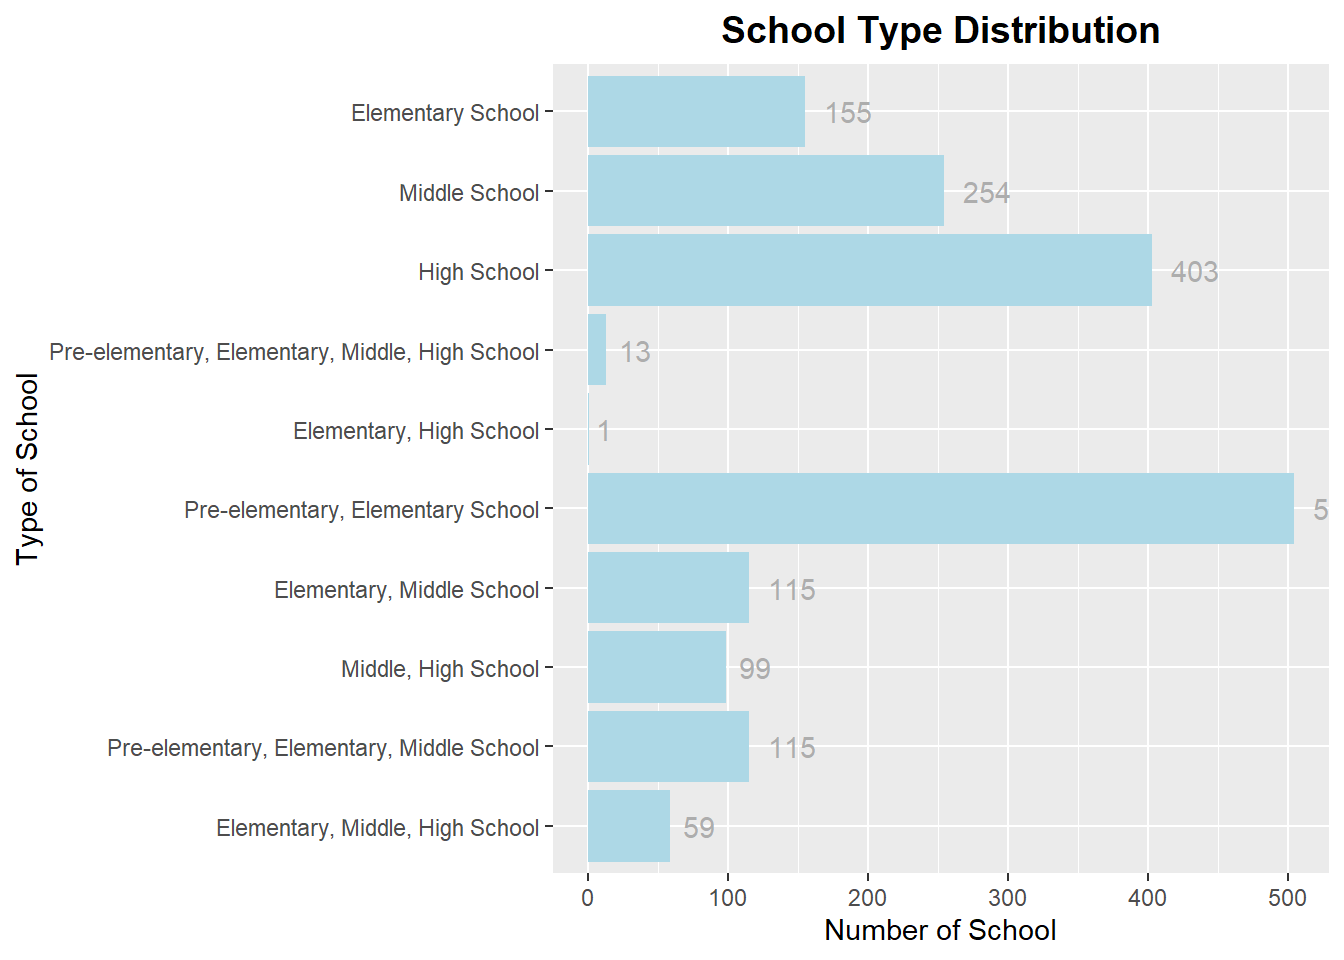 School Type Distribution
Elementary School 155
Middle School 254
High School 403
Pre-elementary, Elementary, Middle, High School 13
Elementary, High School 1
Pre-elementary, Elementary School 5
Elementary, Middle School 115
Middle, High School 99
Pre-elementary, Elementary, Middle School 115
Elementary, Middle, High School 59
Type of School
0 100 200 300 400 500
Number of School